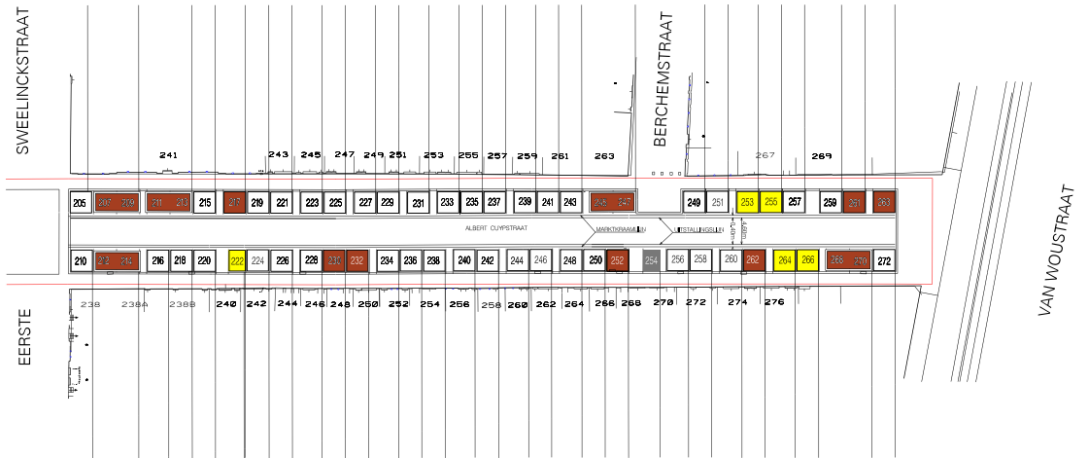 SWEELINCKSTRAAT
BERCHEMSTRAAT
241 243 245 247 249 251 253 255 257 259 261 263 267 269
205 207 209 211 213 215 217 219 221 223 225 227 229 231 233 235 237 239 241 243 245 247 249 251 253 255 257 259 261 263
ALBERT CUYPSTRAAT MARKTKRAAMLIJN UITSTALLINGSLIJN
210 212 214 216 218 220 222 224 226 228 230 232 234 236 238 240 242 244 246 248 250 252 254 256 258 260 262 264 266 268 270 272
238 238A 238B 240 242 244 246 248 250 252 254 256 258 260 262 264 266 268 270 272 274 276
EERSTE
VAN WOUSTRAAT